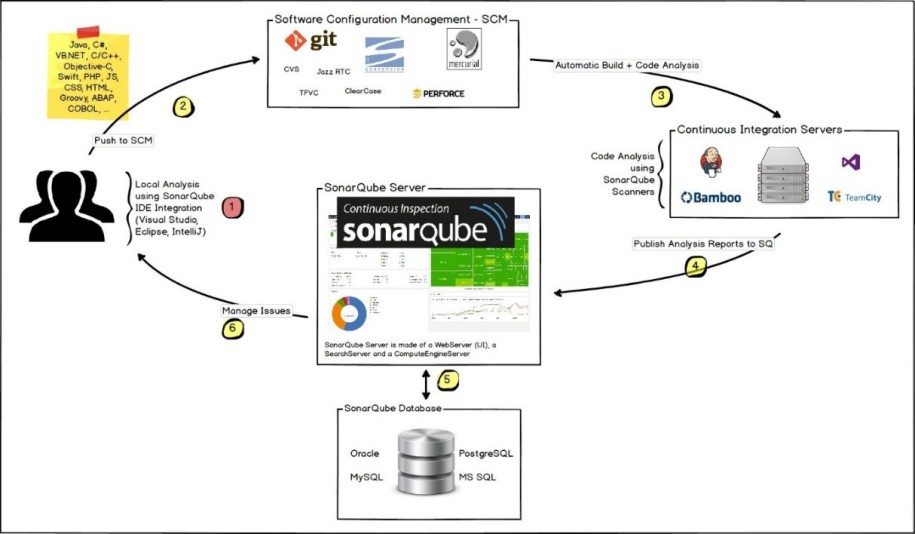 Java, C#,
VB.NET, C/C++,
Objective-C,
Swift, PHP, JS,
CSS, HTML,
Groovy, ABAP,
COBOL, ...
2
Push to SCM
Software Configuration Management - SCM
git
SUBVERSION
mercurial
CVS
Jazz RTC
TFVC
ClearCase
PERFORCE
Automatic Build + Code Analysis
3
Continuous Integration Servers
Code Analysis
using
SonarQube
Scanners
Bamboo
TC TeamCity
Local Analysis
using SonarQube
IDE Integration
(Visual Studio,
Eclipse, IntelliJ)
1
SonarQube Server
Continuous Inspection
sonarqube
Publish Analysis Reports to SQ
4
Manage Issues
6
SonarQube Server is made of a WebServer (UI), a
SearchServer and a ComputeEngineServer
5
SonarQube Database
Oracle
PostgreSQL
MySQL
MS SQL